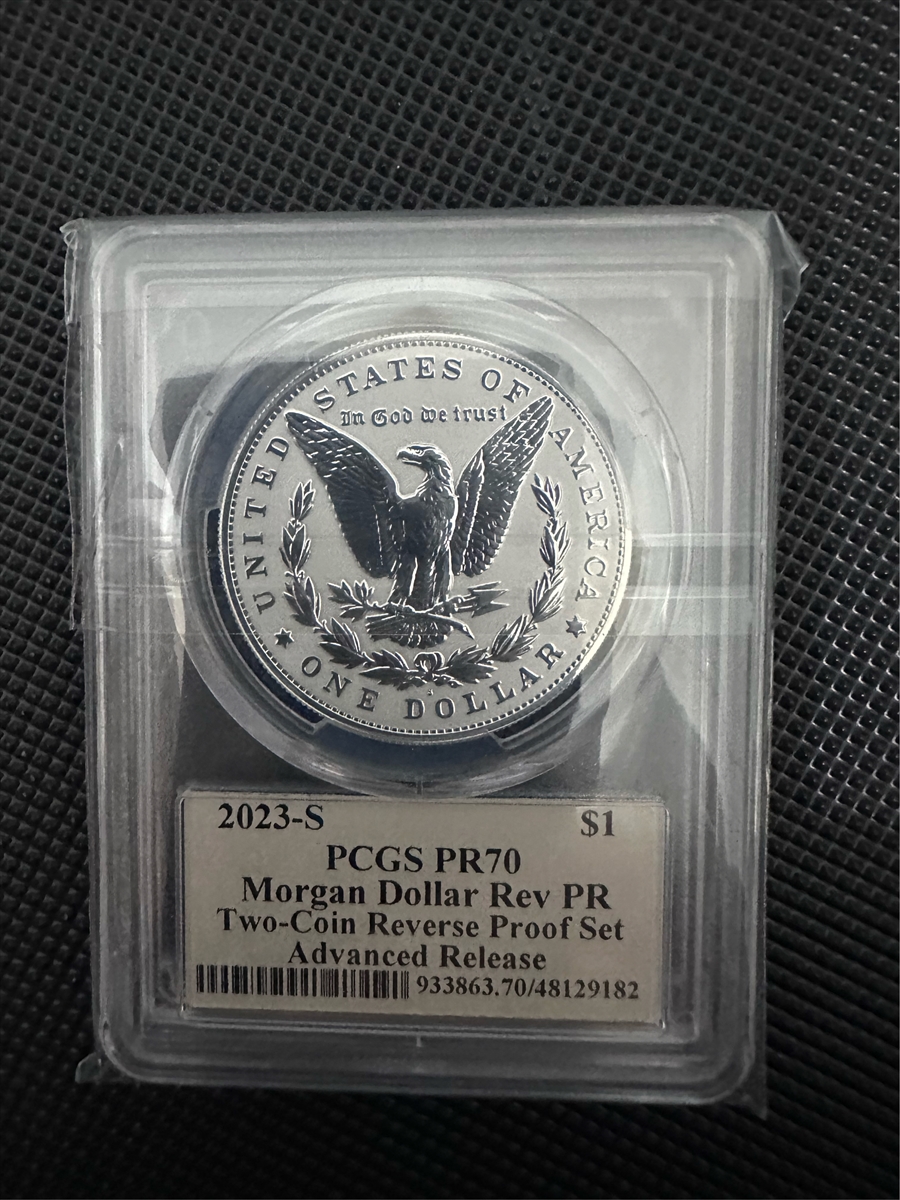 UNITED STATES OF AMERICA
In God we trust
ONE DOLLAR
S
2023-S $1
PCGS PR70
Morgan Dollar Rev PR
Two-Coin Reverse Proof Set
Advanced Release
933863.70/48129182